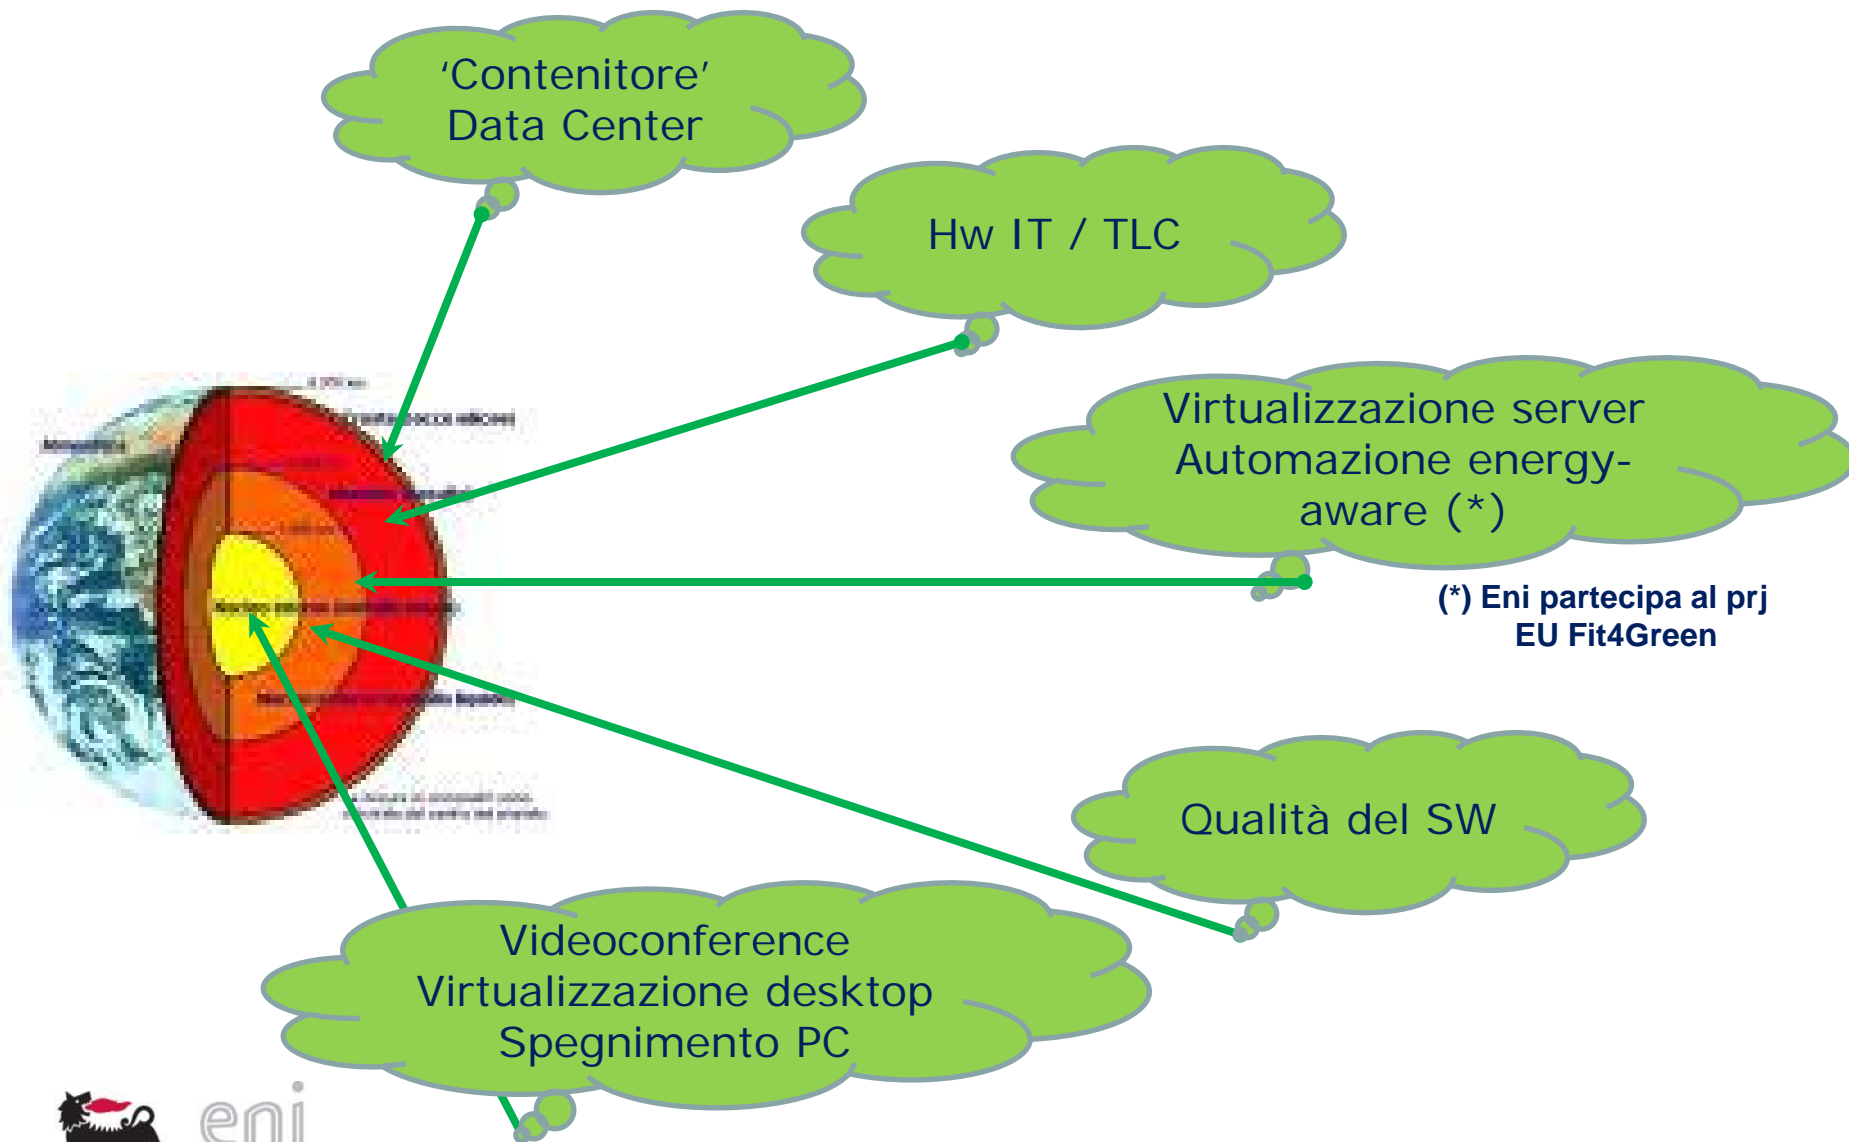 ‘Contenitore’
Data Center
Hw IT / TLC
Virtualizzazione server
Automazione energy-
aware (*)
(*) Eni partecipa al prj
EU Fit4Green
Qualità del SW
Videoconference
Virtualizzazione desktop
Spegnimento PC
eni